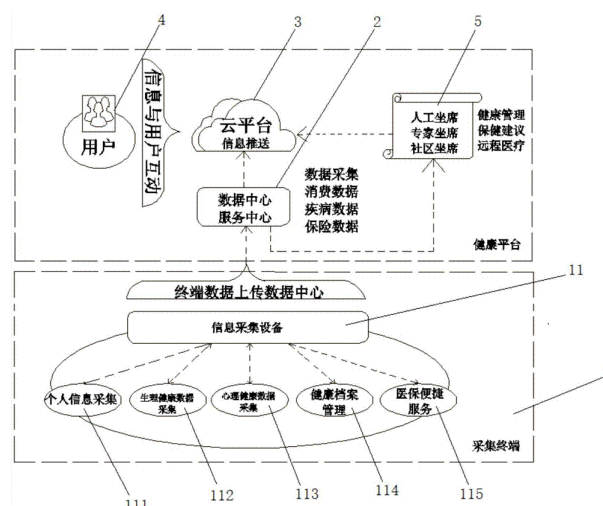 4
3
2
5
信息与用户互动
用户
云平台
信息推送
人工坐席
专家坐席
社区坐席
健康管理
保健建议
远程医疗
数据中心
服务中心
数据采集
消费数据
疾病数据
保险数据
健康平台
终端数据上传数据中心
11
信息采集设备
个人信息采集
生理健康数据
采集
心理健康数据
采集
健康档案
管理
医保便捷
服务
采集终端
111
112
113
114
115